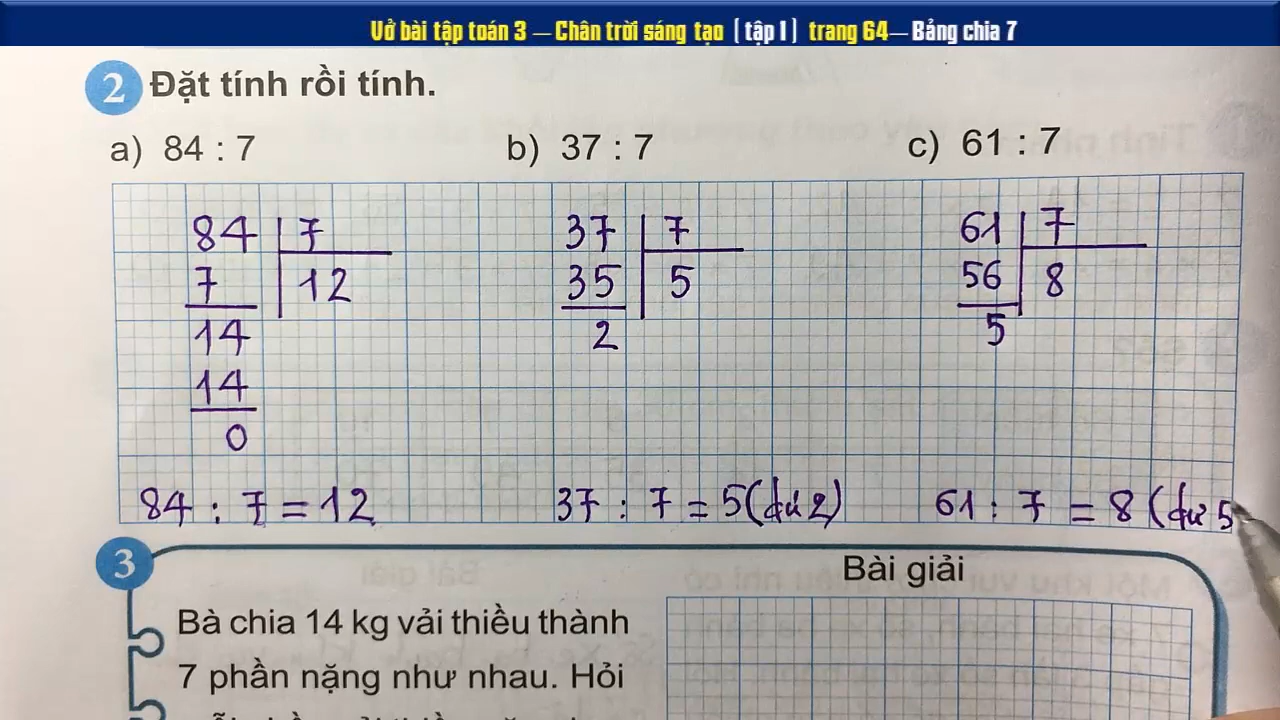 Vở bài tập toán 3 – Chân trời sáng tạo (tập 1) trang 64– Bảng chia 7
2 Đặt tính rồi tính.
a) 84 : 7 b) 37 : 7 c) 61 : 7
84 7 37 7 61 7
7 12 35 5 56 8
14 2 5
14
0
84 : 7 = 12 37 : 7 = 5 (dư 2) 61 : 7 = 8 (dư 5
3 Bài giải
Bà chia 14 kg vải thiều thành
7 phần nặng như nhau. Hỏi